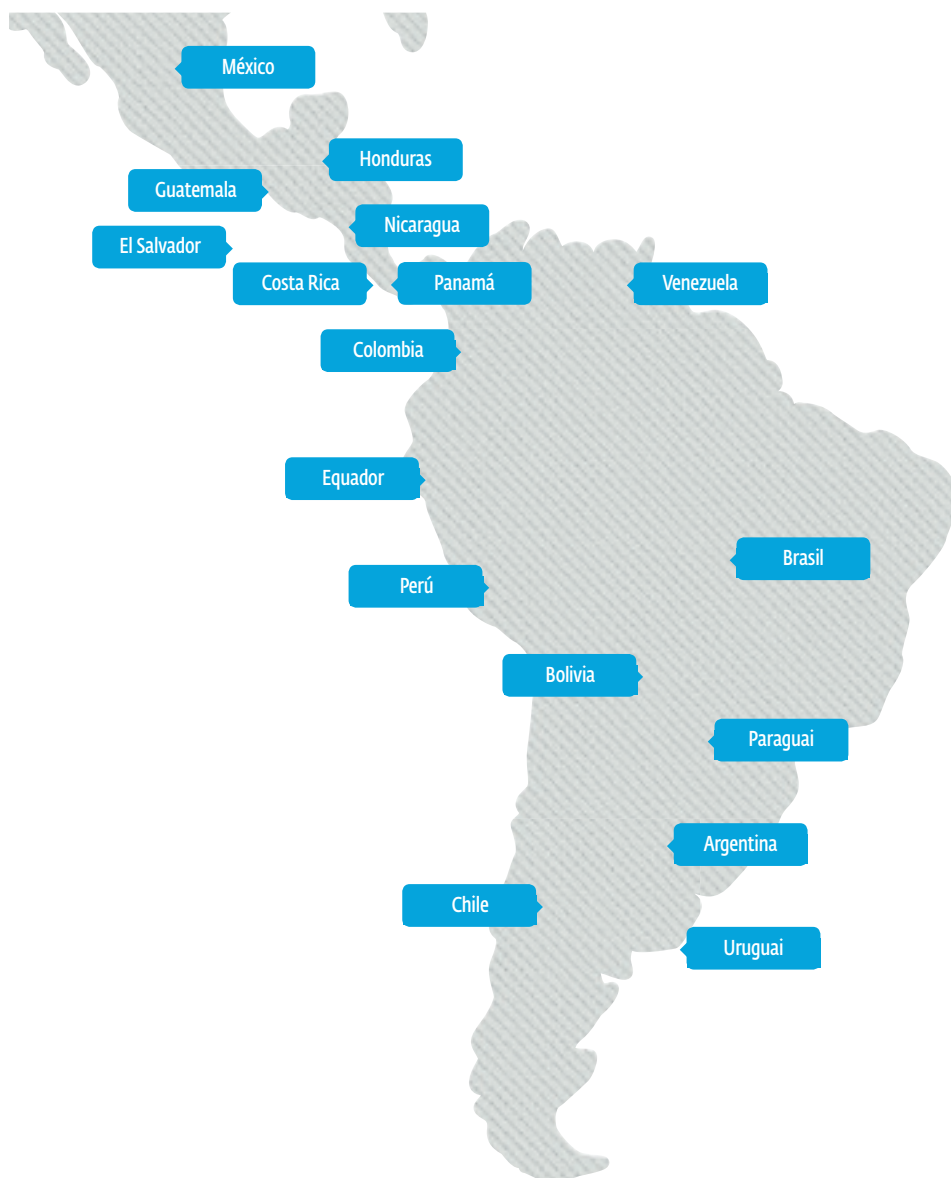 México
Honduras
Guatemala
Nicaragua
El Salvador
Costa Rica
Panamá
Venezuela
Colombia
Equador
Brasil
Perú
Bolivia
Paraguai
Argentina
Chile
Uruguai